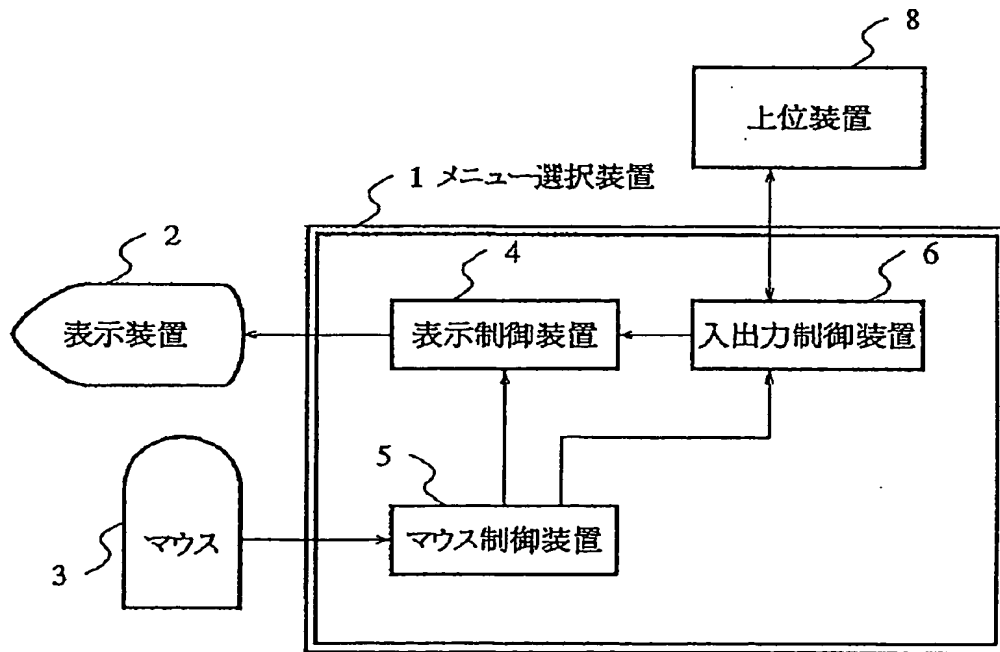 8
上位装置
1 メニュー選択装置
2
4
6
表示装置
表示制御装置
入出力制御装置
5
マウス
マウス制御装置
3